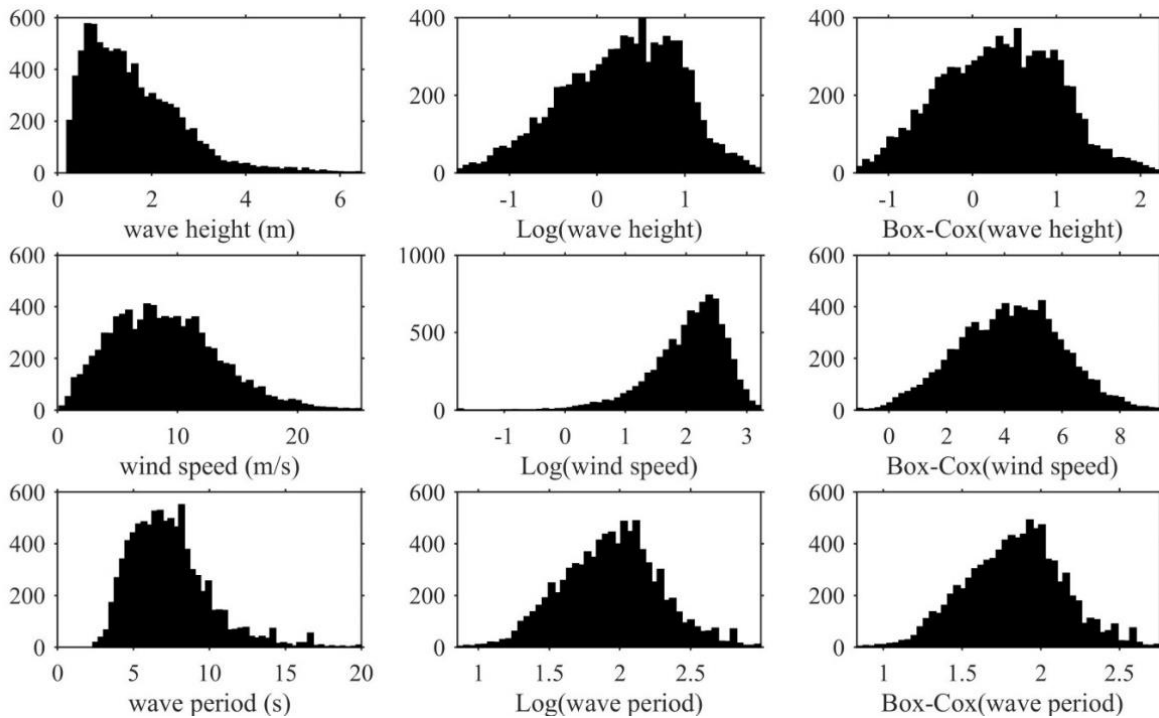 600
400
200
0
0 2 4 6
wave height (m)
400
200
0
-1 0 1
Log(wave height)
400
200
0
-1 0 1 2
Box-Cox(wave height)
600
400
200
0
0 10 20
wind speed (m/s)
1000
500
0
-1 0 1 2 3
Log(wind speed)
600
400
200
0
0 2 4 6 8
Box-Cox(wind speed)
600
400
200
0
0 5 10 15 20
wave period (s)
600
400
200
0
1 1.5 2 2.5
Log(wave period)
600
400
200
0
1 1.5 2 2.5
Box-Cox(wave period)